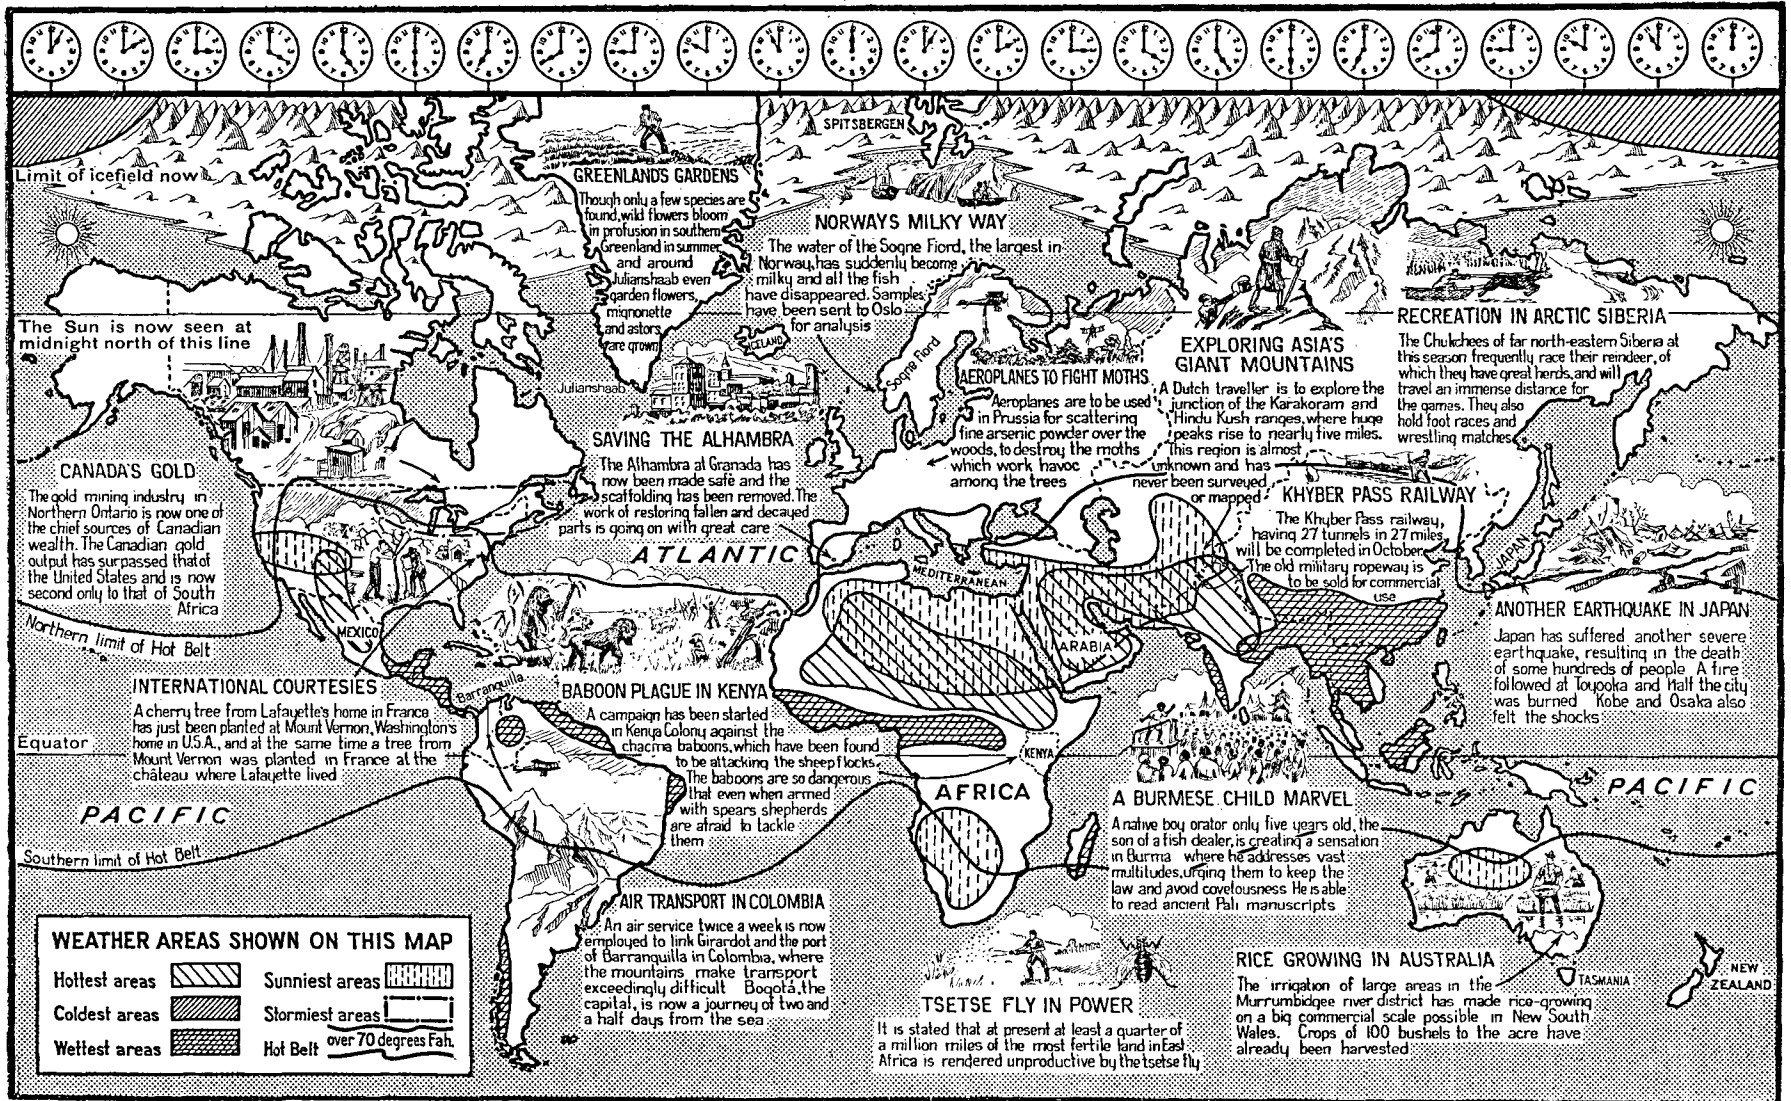 SPITSBERGEN
Limit of icefield now
GREENLAND'S GARDENS
Though only a few species are
found, wild flowers bloom
in profusion in southern
Greenland in summer
and around
Julianshaab even
garden flowers,
mignonette
and astors,
are grown
NORWAYS MILKY WAY
The water of the Sogne Fiord, the largest in
Norway, has suddenly become
milky and all the fish
have disappeared. Samples
have been sent to Oslo
for analysis
The Sun is now seen at
midnight north of this line
ICELAND
Julianshaab
Sogne Fiord
AEROPLANES TO FIGHT MOTHS
Aeroplanes are to be used
in Prussia for scattering
fine arsenic powder over the
woods, to destroy the moths
which work havoc
among the trees
EXPLORING ASIA'S
GIANT MOUNTAINS
A Dutch traveller is to explore the
junction of the Karakoram and
Hindu Kush ranges, where huge
peaks rise to nearly five miles.
This region is almost
unknown and has
never been surveyed
or mapped
RECREATION IN ARCTIC SIBERIA
The Chukchees of far north-eastern Siberia at
this season frequently race their reindeer, of
which they have great herds, and will
travel an immense distance for
the games. They also
hold foot races and
wrestling matches
CANADA'S GOLD
The gold mining industry in
Northern Ontario is now one of
the chief sources of Canadian
wealth. The Canadian gold
output has surpassed that of
the United States and is now
second only to that of South
Africa
SAVING THE ALHAMBRA
The Alhambra at Granada has
now been made safe and the
scaffolding has been removed. The
work of restoring fallen and decayed
parts is going on with great care
ATLANTIC
MEDITERRANEAN
KHYBER PASS RAILWAY
The Khyber Pass railway,
having 27 tunnels in 27 miles,
will be completed in October.
The old military ropeway is
to be sold for commercial
use
JAPAN
ANOTHER EARTHQUAKE IN JAPAN
Japan has suffered another severe
earthquake, resulting in the death
of some hundreds of people A fire
followed at Toyooka and half the city
was burned Kobe and Osaka also
felt the shocks
Northern limit of Hot Belt
MEXICO
ARABIA
INTERNATIONAL COURTESIES
A cherry tree from Lafayette's home in France
has just been planted at Mount Vernon, Washington's
home in U.S.A., and at the same time a tree from
Mount Vernon was planted in France at the
château where Lafayette lived
Barranquilla
BABOON PLAGUE IN KENYA
A campaign has been started
in Kenya Colony against the
chacma baboons, which have been found
to be attacking the sheep flocks.
The baboons are so dangerous
that even when armed
with spears shepherds
are afraid to tackle
them
Equator
KENYA
AFRICA
PACIFIC
PACIFIC
A BURMESE CHILD MARVEL
A native boy orator only five years old, the
son of a fish dealer, is creating a sensation
in Burma where he addresses vast
multitudes, urging them to keep the
law and avoid covetousness He is able
to read ancient Pali manuscripts
Southern limit of Hot Belt
AIR TRANSPORT IN COLOMBIA
An air service twice a week is now
employed to link Girardot and the port
of Barranquilla in Colombia, where
the mountains make transport
exceedingly difficult Bogotá, the
capital, is now a journey of two and
a half days from the sea
TSETSE FLY IN POWER
It is stated that at present at least a quarter of
a million miles of the most fertile land in East
Africa is rendered unproductive by the tsetse fly
RICE GROWING IN AUSTRALIA
The irrigation of large areas in the
Murrumbidgee river district has made rice-growing
on a big commercial scale possible in New South
Wales. Crops of 100 bushels to the acre have
already been harvested
TASMANIA
NEW
ZEALAND
WEATHER AREAS SHOWN ON THIS MAP
Hottest areas
Sunniest areas
Coldest areas
Stormiest areas
Wettest areas
Hot Belt over 70 degrees Fah.